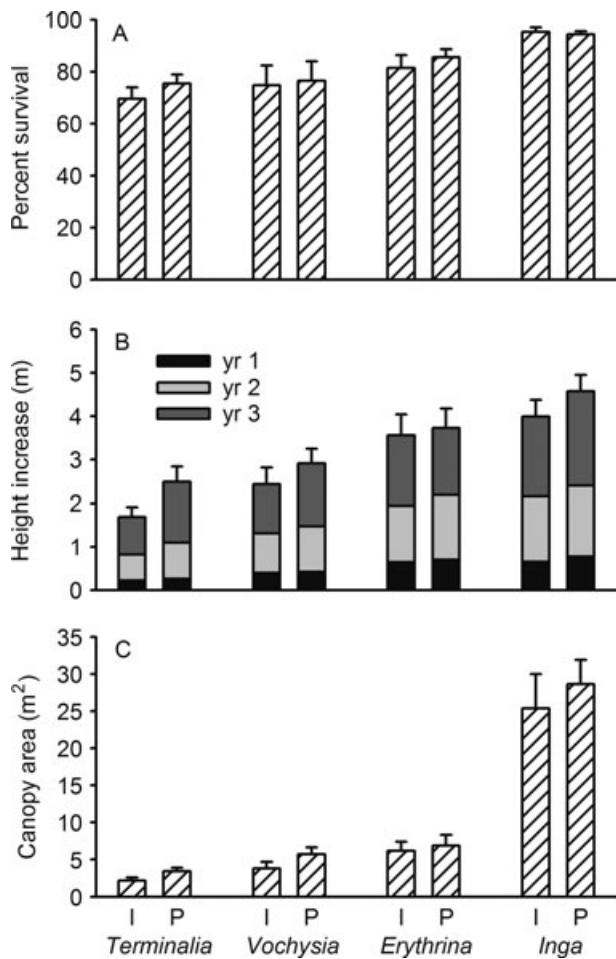 A
Percent survival
100
80
60
40
20
0
B
Height increase (m)
6
5
4
3
2
1
0
yr 1
yr 2
yr 3
C
Canopy area (m²)
35
30
25
20
15
10
5
0
I P I P I P I P
Terminalia Vochysia Erythrina Inga